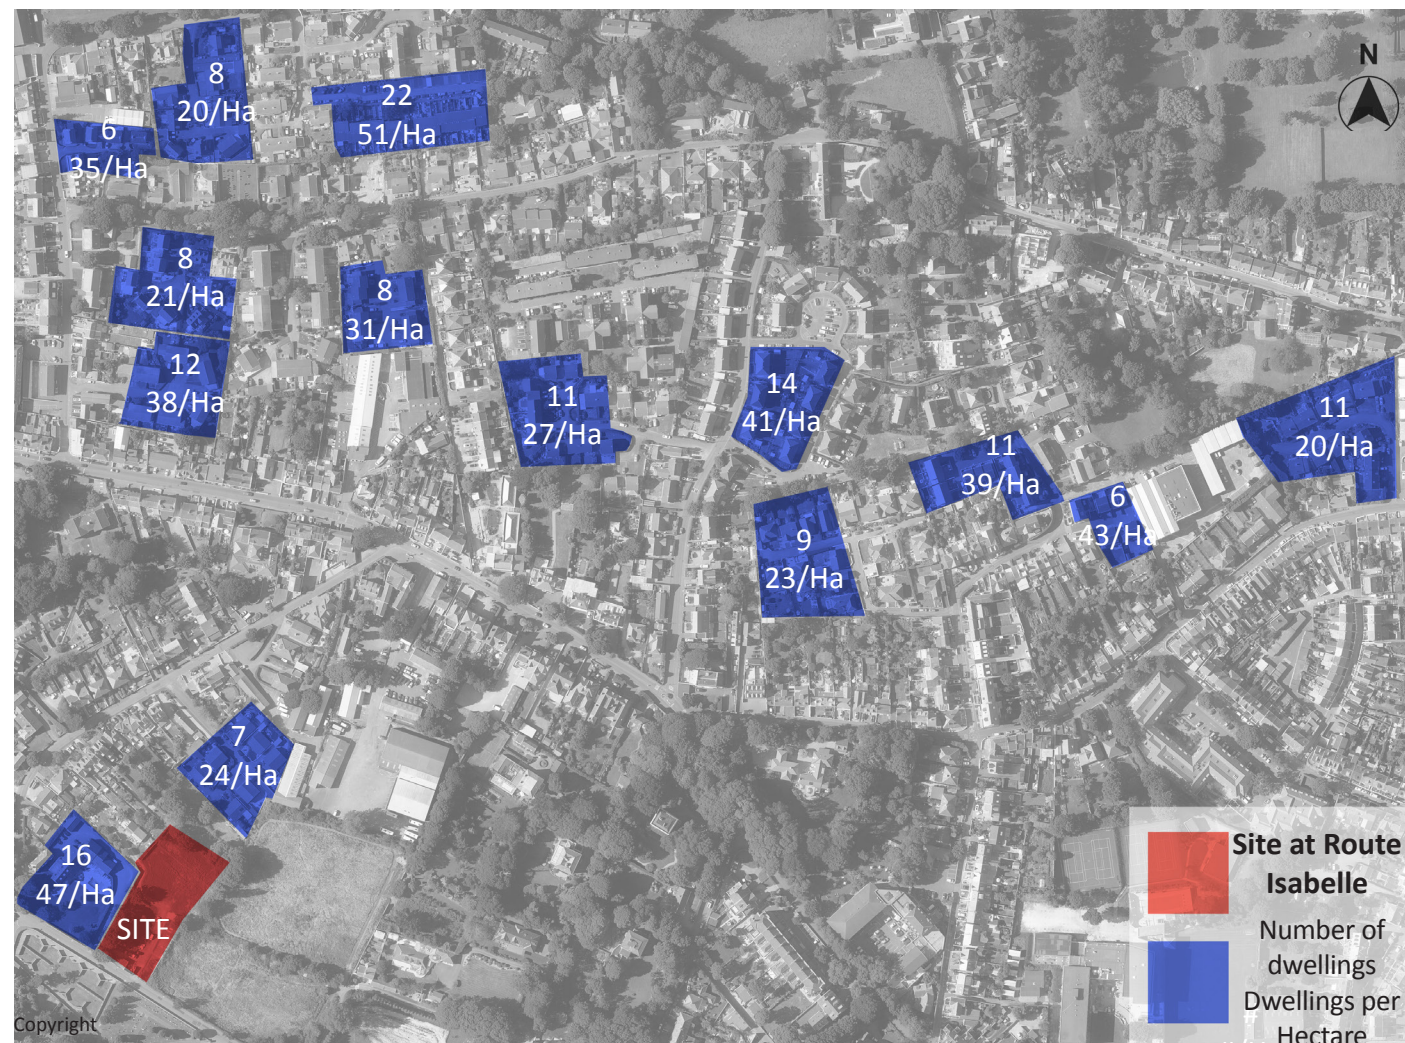 N
8
20/Ha
22
51/Ha
6
35/Ha
8
21/Ha
8
31/Ha
12
38/Ha
11
27/Ha
14
41/Ha
11
20/Ha
11
39/Ha
6
43/Ha
9
23/Ha
7
24/Ha
16
47/Ha
SITE
Site at Route
Isabelle
Number of
dwellings
Dwellings per
Hectare
Copyright